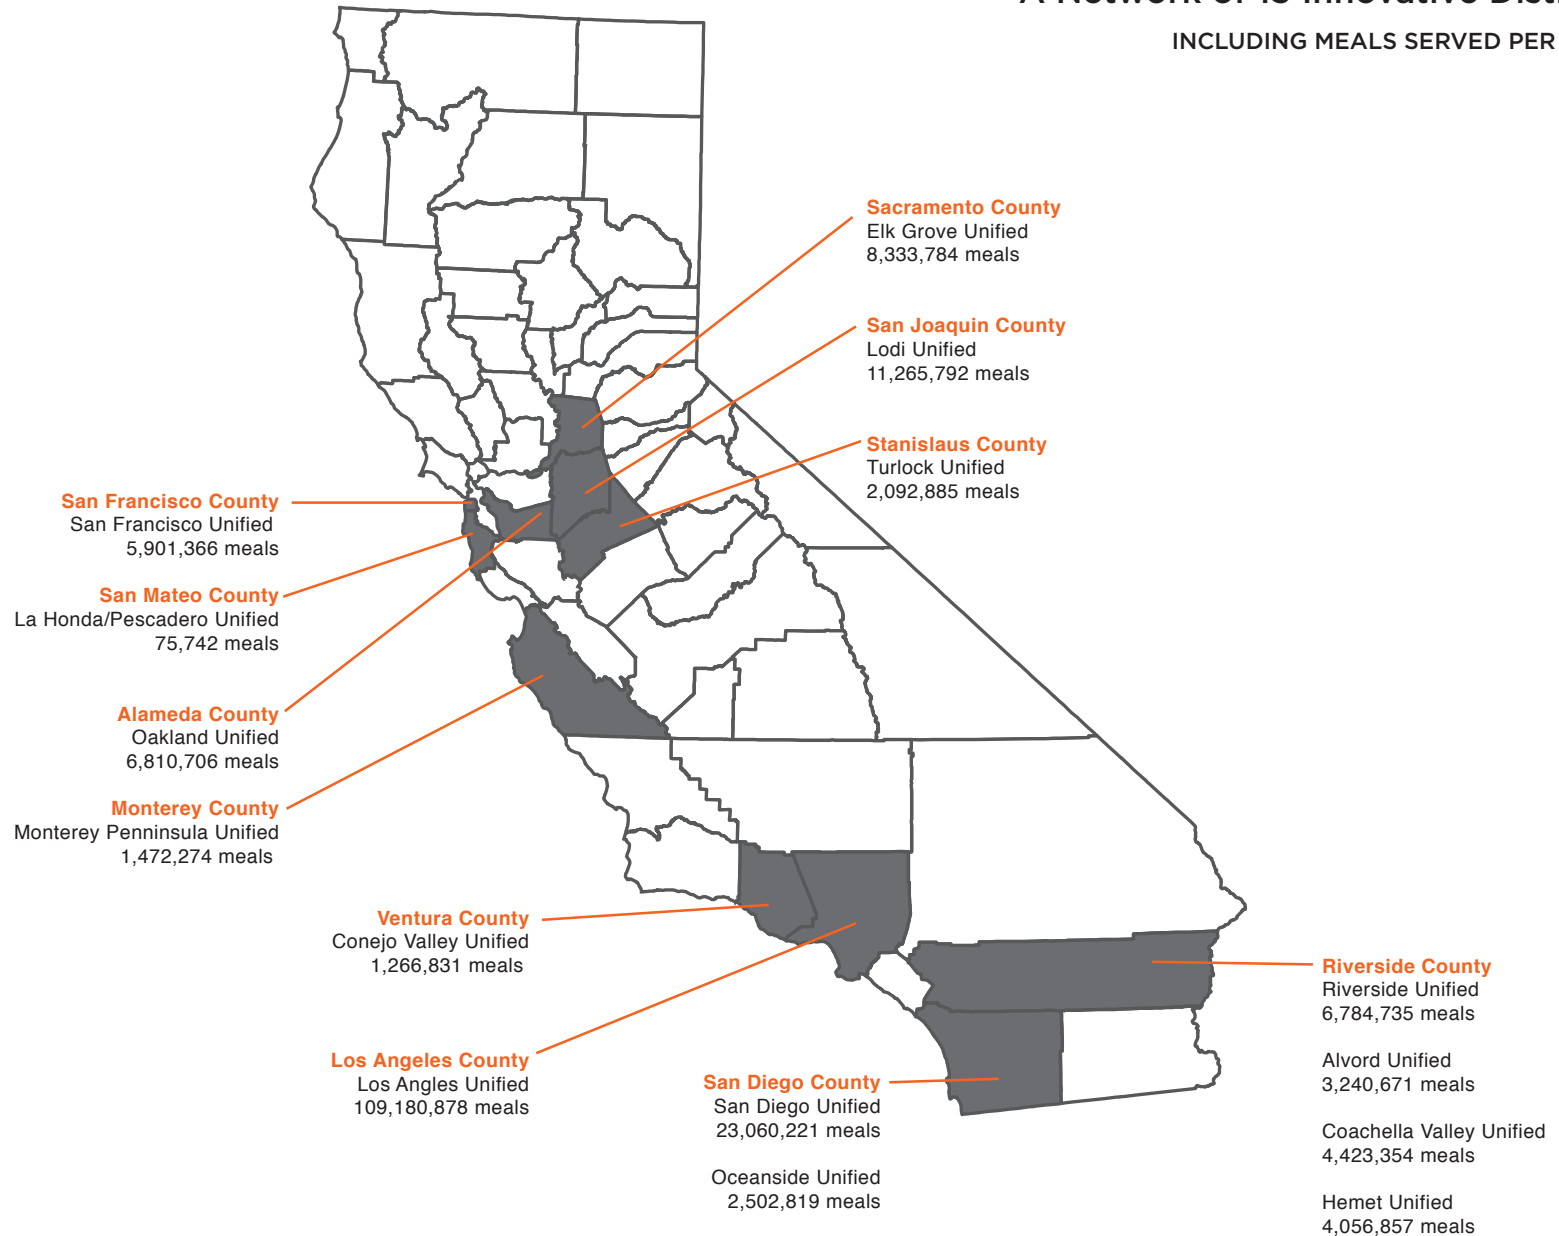 A Network of 15 Innovative
INCLUDING MEALS SERVED PER
Sacramento County
Elk Grove Unified
8,333,784 meals
San Joaquin County
Lodi Unified
11,265,792 meals
Stanislaus County
Turlock Unified
2,092,885 meals
San Francisco County
San Francisco Unified
5,901,366 meals
San Mateo County
La Honda/Pescadero Unified
75,742 meals
Alameda County
Oakland Unified
6,810,706 meals
Monterey County
Monterey Penninsula Unified
1,472,274 meals
Ventura County
Conejo Valley Unified
1,266,831 meals
Los Angeles County
Los Angles Unified
109,180,878 meals
San Diego County
San Diego Unified
23,060,221 meals
Oceanside Unified
2,502,819 meals
Riverside County
Riverside Unified
6,784,735 meals
Alvord Unified
3,240,671 meals
Coachella Valley Unified
4,423,354 meals
Hemet Unified
4,056,857 meals